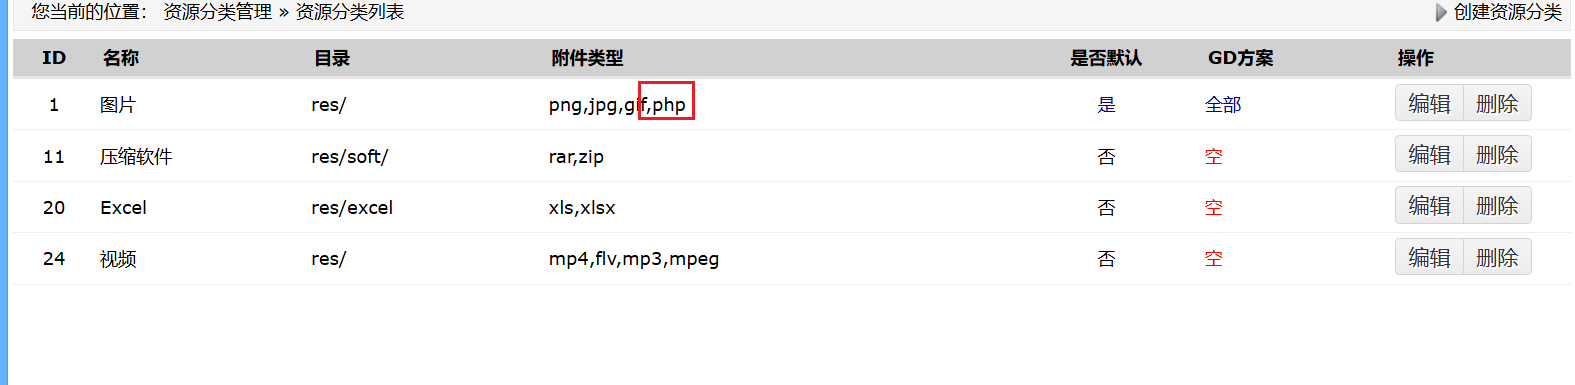 您当前的位置： 资源分类管理 » 资源分类列表 创建资源分类
ID 名称 目录 附件类型 是否默认 GD方案 操作
1 图片 res/ png,jpg,gif,php 是 全部 编辑 删除
11 压缩软件 res/soft/ rar,zip 否 空 编辑 删除
20 Excel res/excel xls,xlsx 否 空 编辑 删除
24 视频 res/ mp4,flv,mp3,mpeg 否 空 编辑 删除